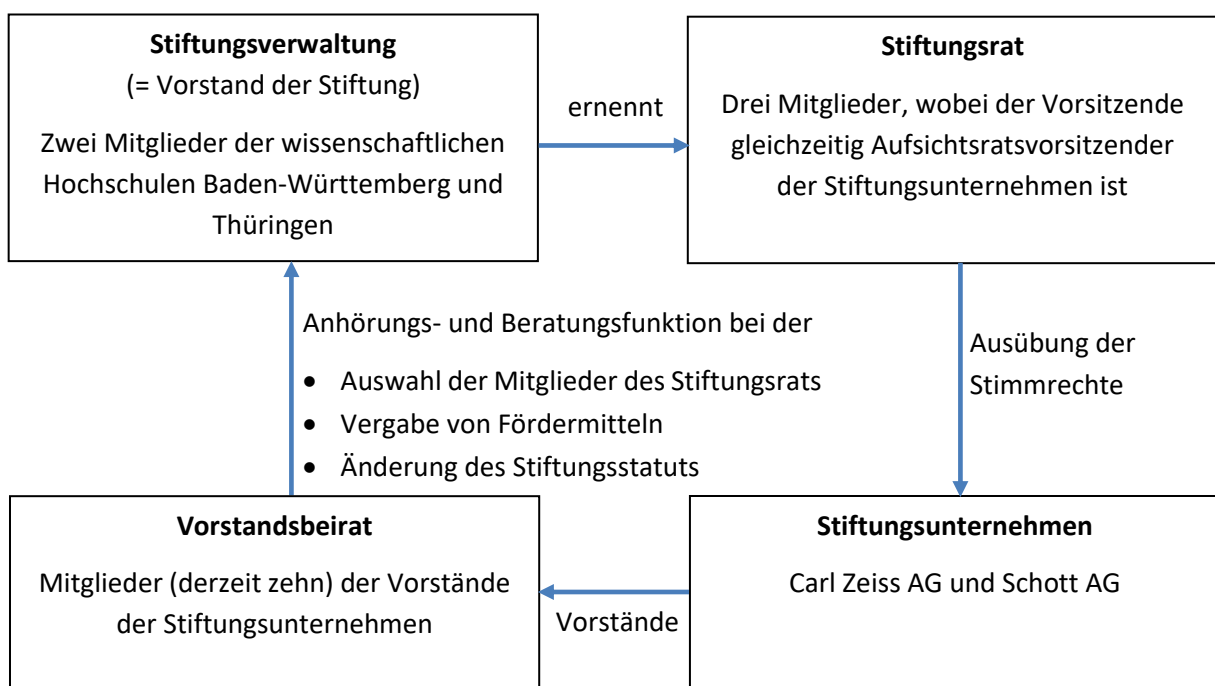 Stiftungsverwaltung
(= Vorstand der Stiftung)
Zwei Mitglieder der wissenschaftlichen
Hochschulen Baden-Württemberg und
Thüringen
ernennt
Stiftungsrat
Drei Mitglieder, wobei der Vorsitzende
gleichzeitig Aufsichtsratsvorsitzender
der Stiftungsunternehmen ist
Anhörungs- und Beratungsfunktion bei der
• Auswahl der Mitglieder des Stiftungsrats
• Vergabe von Fördermitteln
• Änderung des Stiftungsstatuts
Ausübung der
Stimmrechte
Vorstandsbeirat
Mitglieder (derzeit zehn) der Vorstände
der Stiftungsunternehmen
Vorstände
Stiftungsunternehmen
Carl Zeiss AG und Schott AG